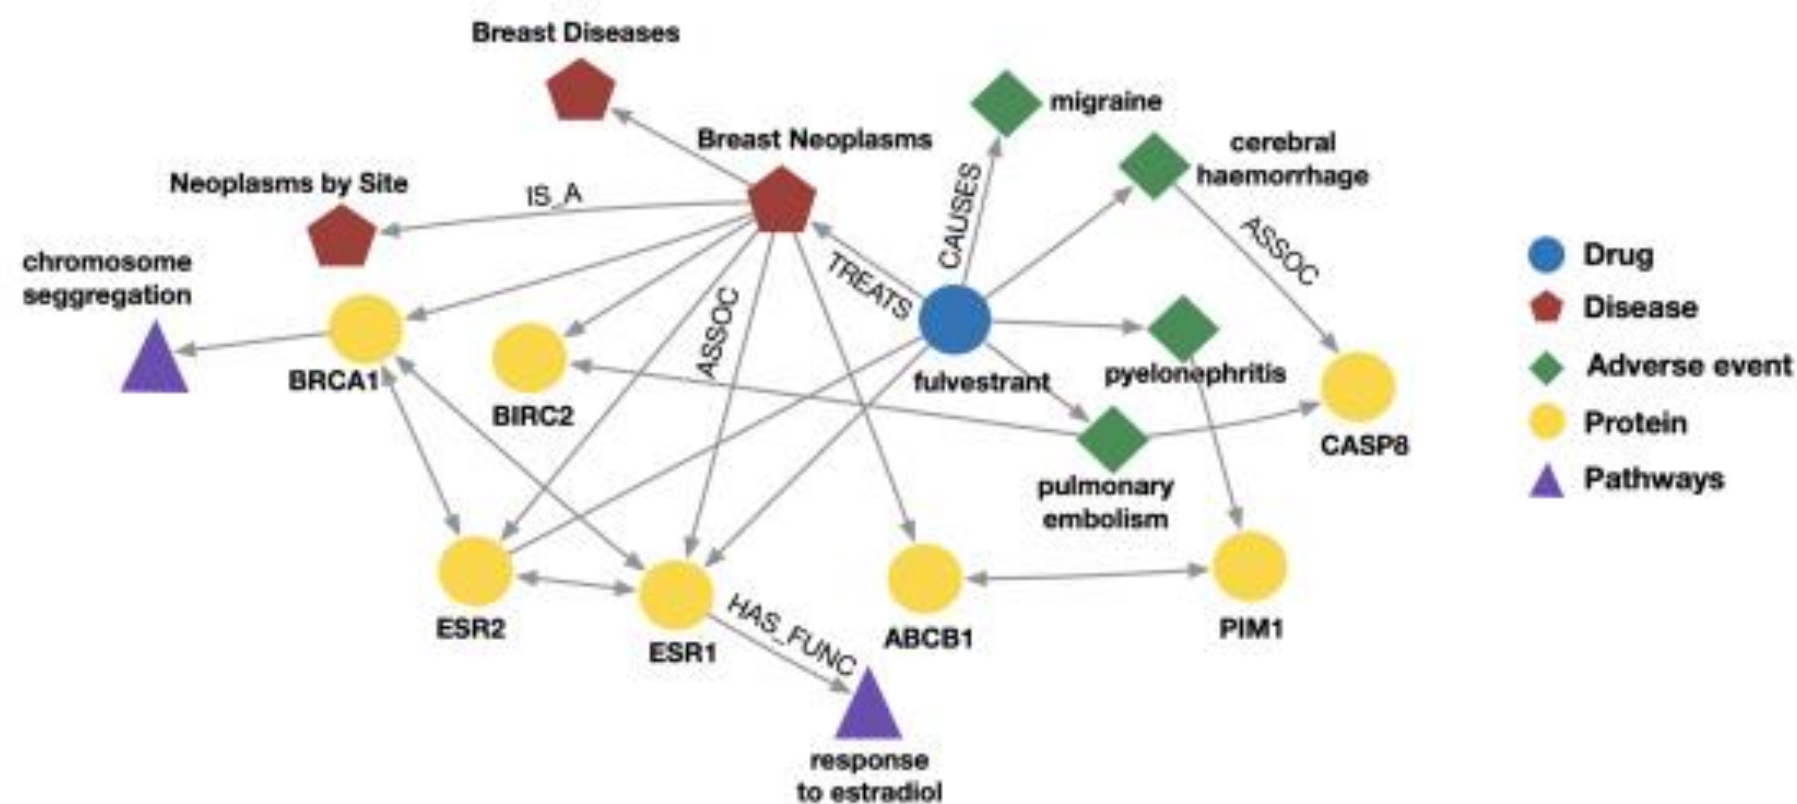 Breast Diseases
migraine
Breast Neoplasms
cerebral
haemorrhage
Neoplasms by Site
IS_A
CAUSES
ASSOC
chromosome
seggregation
TREATS
Drug
Disease
Adverse event
Protein
Pathways
ASSOC
BRCA1
BIRC2
fulvestrant
pyelonephritis
CASP8
pulmonary
embolism
ESR2
ESR1
HAS_FUNC
ABCB1
PIM1
response
to estradiol